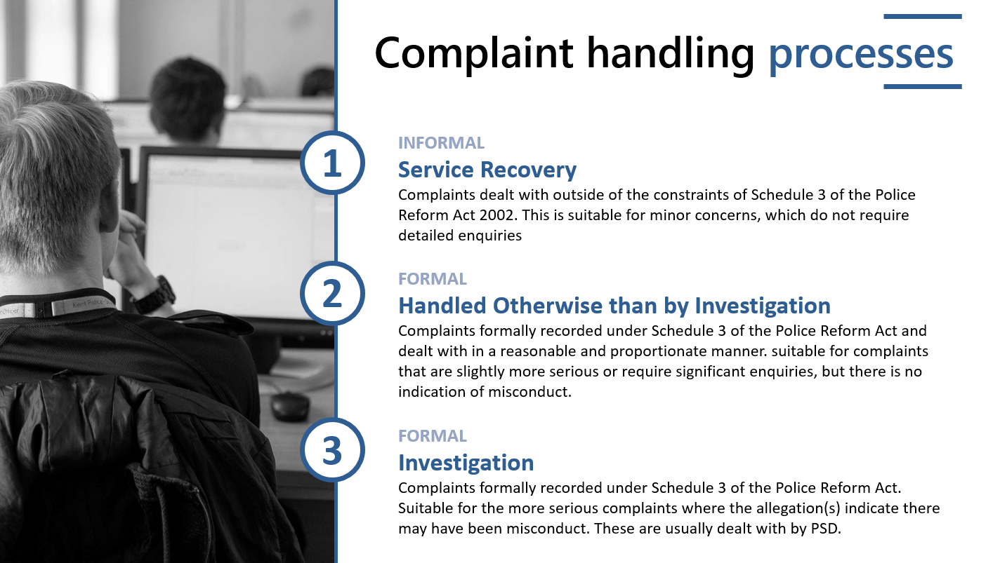 Complaint handling processes
1
INFORMAL
Service Recovery
Complaints dealt with outside of the constraints of Schedule 3 of the Police
Reform Act 2002. This is suitable for minor concerns, which do not require
detailed enquiries
2
FORMAL
Handled Otherwise than by Investigation
Complaints formally recorded under Schedule 3 of the Police Reform Act and
dealt with in a reasonable and proportionate manner. suitable for complaints
that are slightly more serious or require significant enquiries, but there is no
indication of misconduct.
3
FORMAL
Investigation
Complaints formally recorded under Schedule 3 of the Police Reform Act.
Suitable for the more serious complaints where the allegation(s) indicate there
may have been misconduct. These are usually dealt with by PSD.
Kent Police